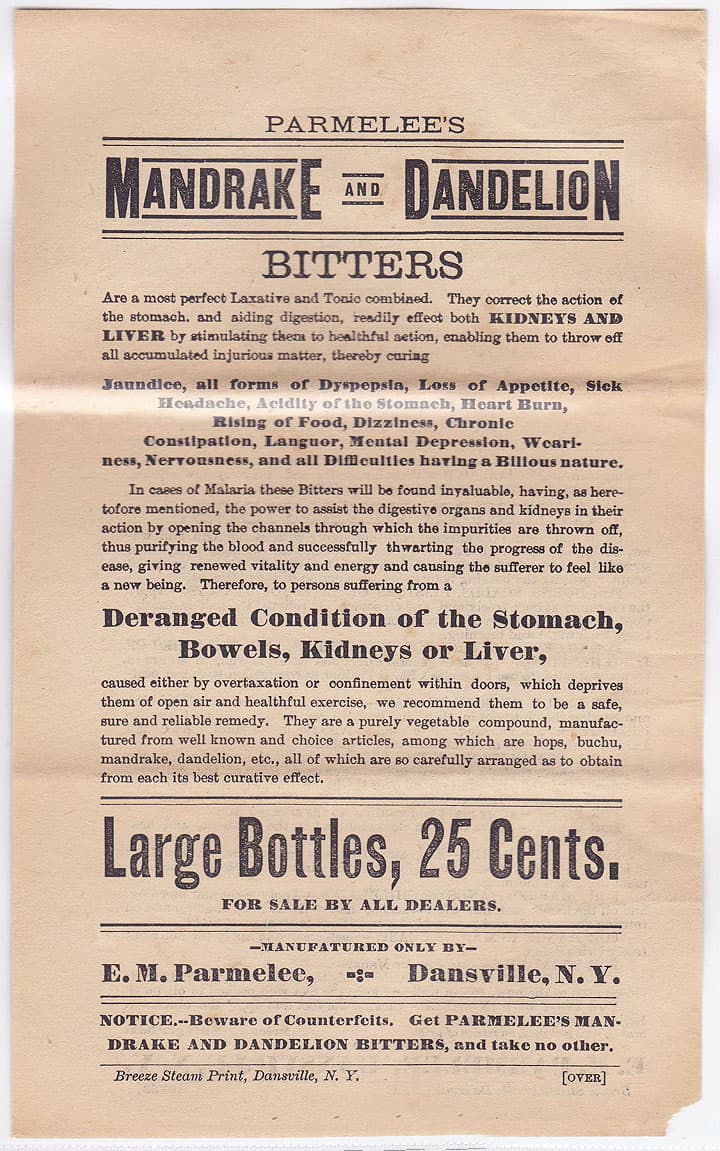 PARMELEE'S
MANDRAKE AND DANDELION
BITTERS
Are a most perfect Laxative and Tonic combined. They correct the action of
the stomach. and aiding digestion, readily effect both KIDNEYS AND
LIVER by stimulating them to healthful action, enabling them to throw off
all accumulated injurious matter, thereby curing
Jaundice, all forms of Dyspepsia, Loss of Appetite, Sick
Headache, Acidity of the Stomach, Heart Burn,
Rising of Food, Dizziness, Chronic
Constipation, Languor, Mental Depression, Weari-
ness, Nervousness, and all Difficulties having a Bilious nature.
In cases of Malaria these Bitters will be found invaluable, having, as here-
tofore mentioned, the power to assist the digestive organs and kidneys in their
action by opening the channels through which the impurities are thrown off,
thus purifying the blood and successfully thwarting the progress of the dis-
ease, giving renewed vitality and energy and causing the sufferer to feel like
a new being. Therefore, to persons suffering from a
Deranged Condition of the Stomach,
Bowels, Kidneys or Liver,
caused either by overtaxation or confinement within doors, which deprives
them of open air and healthful exercise, we recommend them to be a safe,
sure and reliable remedy. They are a purely vegetable compound, manufac-
tured from well known and choice articles, among which are hops, buchu,
mandrake, dandelion, etc., all of which are so carefully arranged as to obtain
from each its best curative effect.
Large Bottles, 25 Cents.
FOR SALE BY ALL DEALERS.
—MANUFATURED ONLY BY—
E. M. Parmelee, -:- Dansville, N. Y.
NOTICE.--Beware of Counterfeits. Get PARMELEE'S MAN-
DRAKE AND DANDELION BITTERS, and take no other.
Breeze Steam Print, Dansville, N. Y. [OVER]